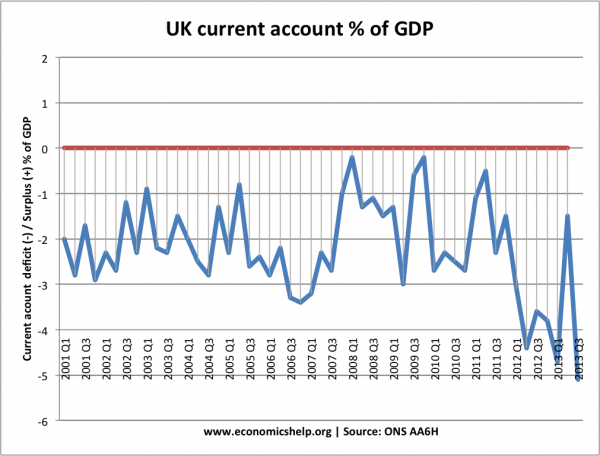 UK current account % of GDP
Current acount deficit (-) / Surplus (+) % of GDP
2
1
0
-1
-2
-3
-4
-5
-6
2001 Q1
2001 Q3
2002 Q1
2002 Q3
2003 Q1
2003 Q3
2004 Q1
2004 Q3
2005 Q1
2005 Q3
2006 Q1
2006 Q3
2007 Q1
2007 Q3
2008 Q1
2008 Q3
2009 Q1
2009 Q3
2010 Q1
2010 Q3
2011 Q1
2011 Q3
2012 Q1
2012 Q3
2013 Q1
2013 Q3
www.economicshelp.org | Source: ONS AA6H